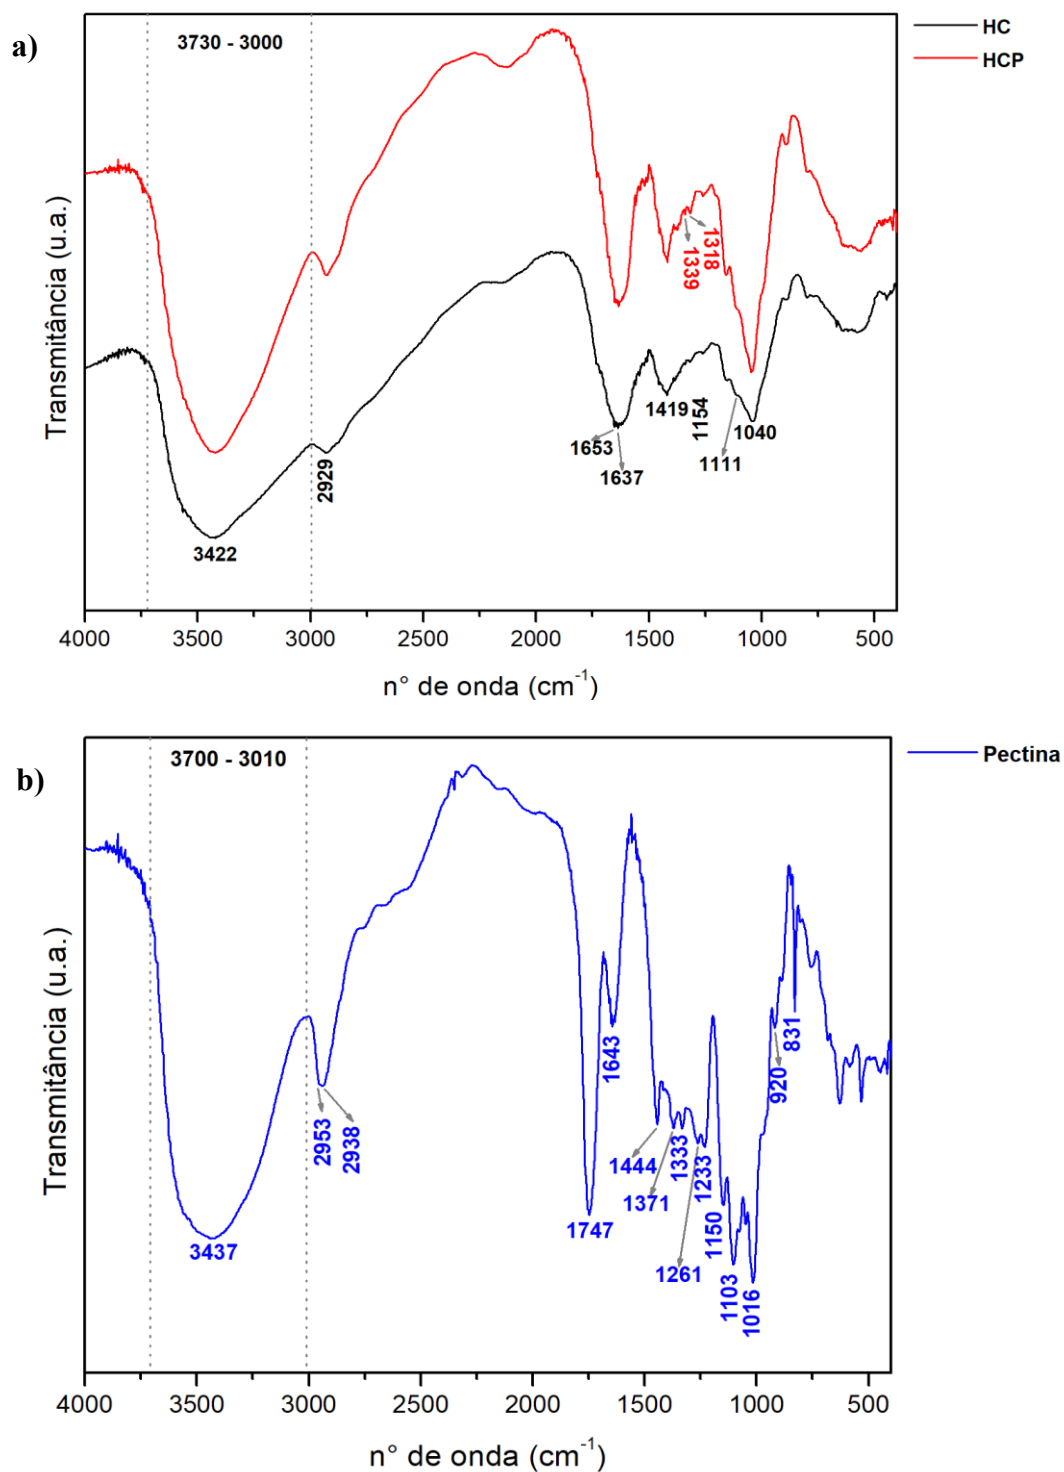 a)
3730 - 3000
HC
HCP
Transmitância (u.a.)
3422
2929
1653
1637
1419
1154
1111
1040
1339
1318
4000 3500 3000 2500 2000 1500 1000 500
n° de onda (cm⁻¹)
b)
3700 - 3010
Pectina
Transmitância (u.a.)
3437
2953
2938
1747
1643
1444
1371
1333
1261
1233
1150
1103
1016
920
831
4000 3500 3000 2500 2000 1500 1000 500
n° de onda (cm⁻¹)